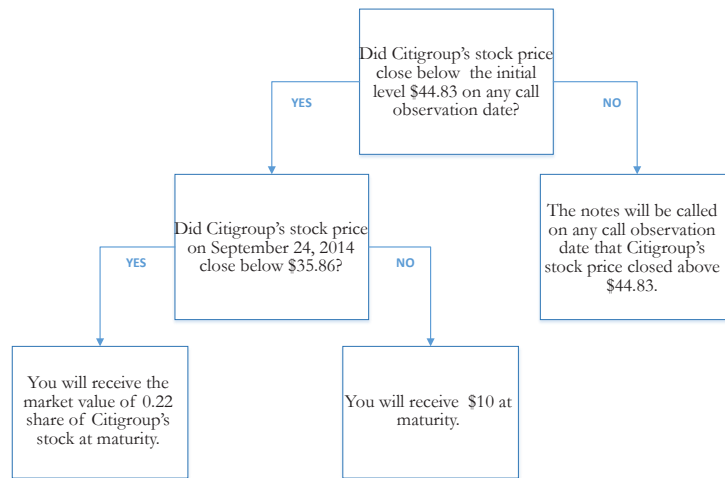 Did Citigroup's stock price
close below the initial
level $44.83 on any call
observation date?
YES
NO
Did Citigroup's stock price
on September 24, 2014
close below $35.86?
The notes will be called
on any call observation
date that Citigroup's
stock price closed above
$44.83.
YES
NO
You will receive the
market value of 0.22
share of Citigroup's
stock at maturity.
You will receive $10 at
maturity.